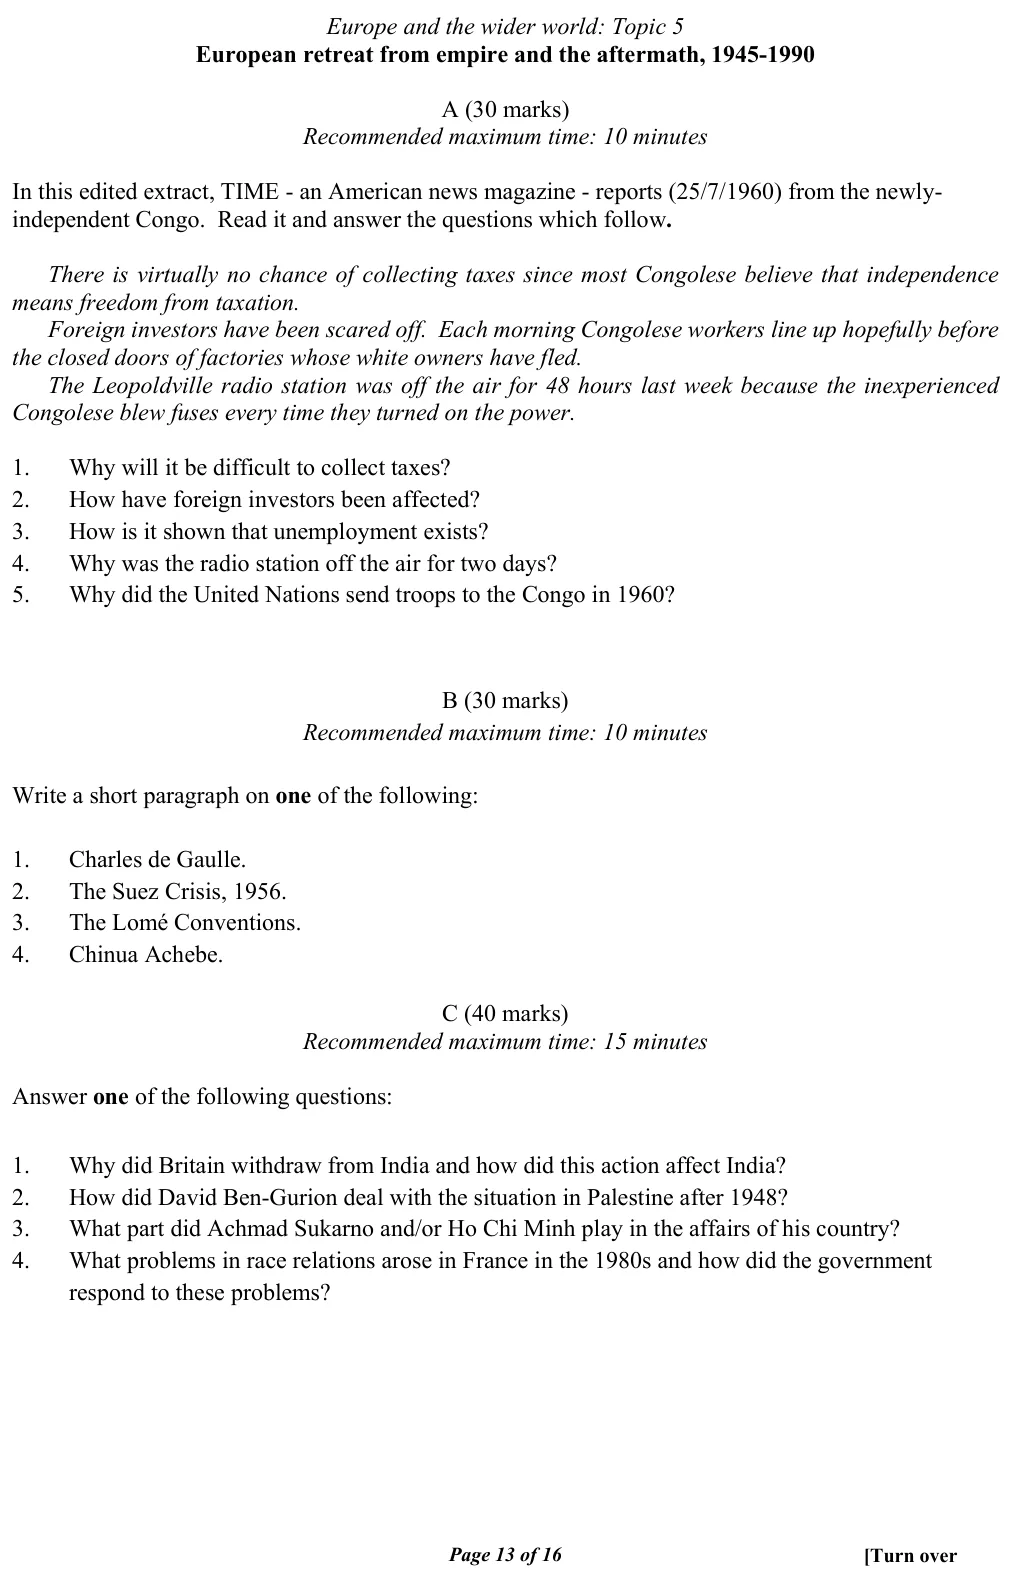 Europe and the wider world: Topic 5
European retreat from empire and the aftermath, 1945-1990
A (30 marks)
Recommended maximum time: 10 minutes
In this edited extract, TIME - an American news magazine - reports (25/7/1960) from the newly-
independent Congo.  Read it and answer the questions which follow.
There is virtually no chance of collecting taxes since most Congolese believe that independence
means freedom from taxation.
Foreign investors have been scared off.  Each morning Congolese workers line up hopefully before
the closed doors of factories whose white owners have fled.
The Leopoldville radio station was off the air for 48 hours last week because the inexperienced
Congolese blew fuses every time they turned on the power.
1. Why will it be difficult to collect taxes?
2. How have foreign investors been affected?
3. How is it shown that unemployment exists?
4. Why was the radio station off the air for two days?
5. Why did the United Nations send troops to the Congo in 1960?
B (30 marks)
Recommended maximum time: 10 minutes
Write a short paragraph on one of the following:
1. Charles de Gaulle.
2. The Suez Crisis, 1956.
3. The Lomé Conventions.
4. Chinua Achebe.
C (40 marks)
Recommended maximum time: 15 minutes
Answer one of the following questions:
1. Why did Britain withdraw from India and how did this action affect India?
2. How did David Ben-Gurion deal with the situation in Palestine after 1948?
3. What part did Achmad Sukarno and/or Ho Chi Minh play in the affairs of his country?
4. What problems in race relations arose in France in the 1980s and how did the government
respond to these problems?
Page 13 of 16
[Turn over